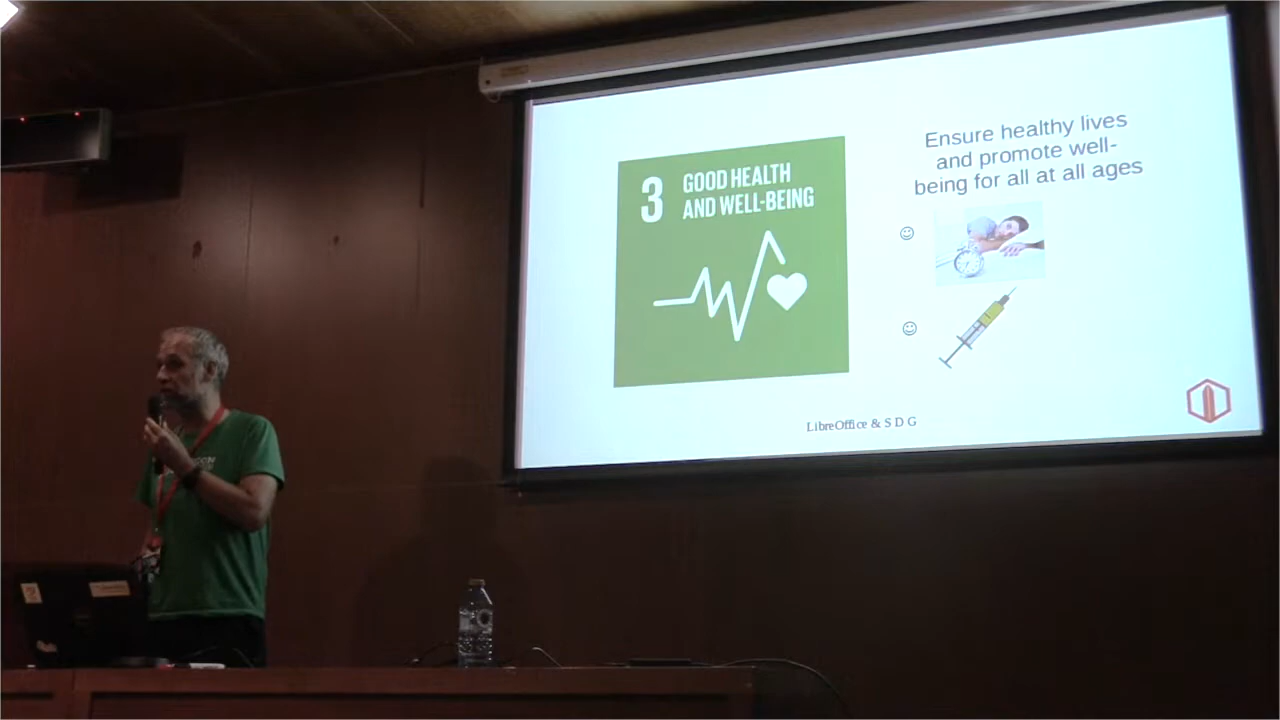 Ensure healthy lives
and promote well-
being for all at all ages
3
GOOD HEALTH
AND WELL-BEING
LibreOffice & S D G